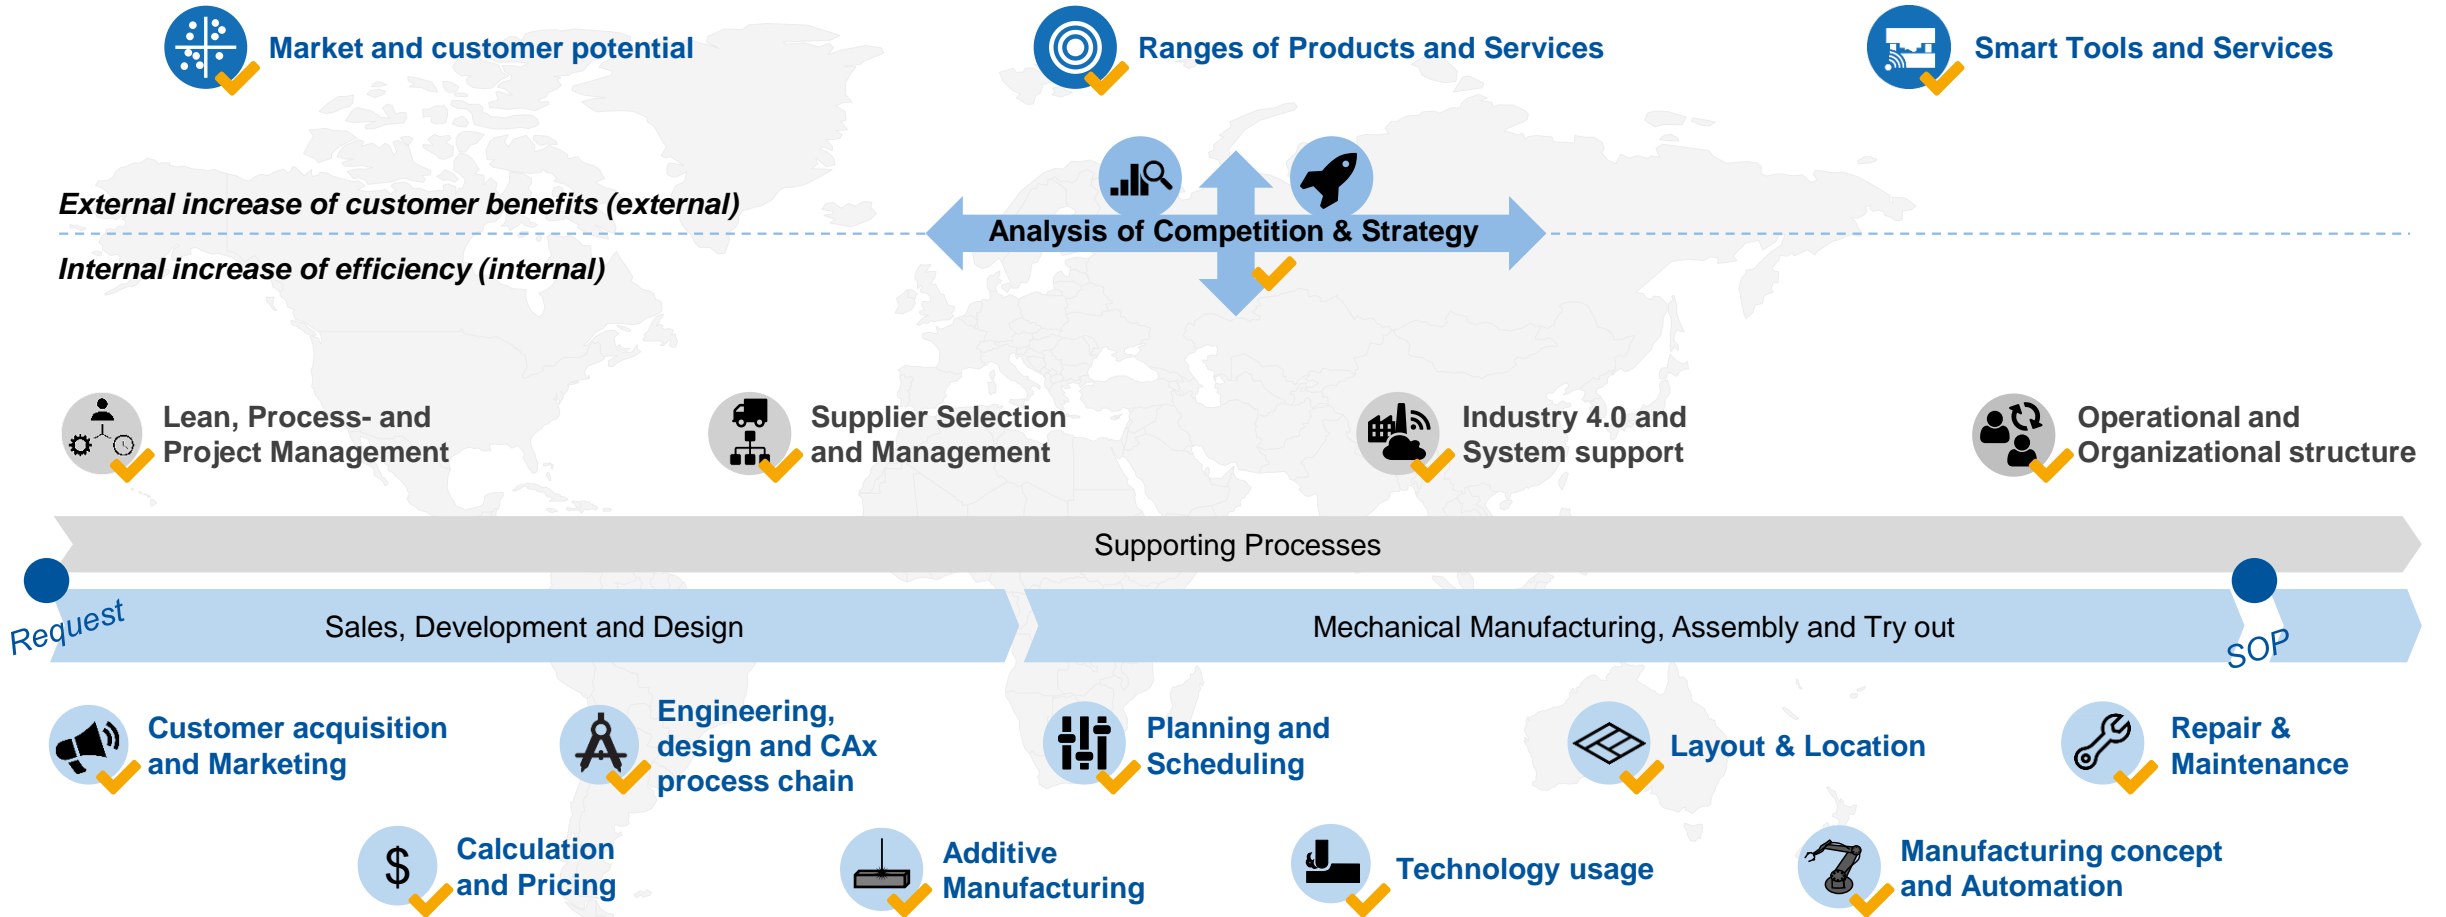 Market and customer potential
Ranges of Products and Services
Smart Tools and Services
External increase of customer benefits (external)
Analysis of Competition & Strategy
Internal increase of efficiency (internal)
Lean, Process- and
Project Management
Supplier Selection
and Management
Industry 4.0 and
System support
Operational and
Organizational structure
Supporting Processes
Request
Sales, Development and Design
Mechanical Manufacturing, Assembly and Try out
SOP
Customer acquisition
and Marketing
Engineering,
design and CAx
process chain
Planning and
Scheduling
Layout & Location
Repair &
Maintenance
$
Calculation
and Pricing
Additive
Manufacturing
Technology usage
Manufacturing concept
and Automation